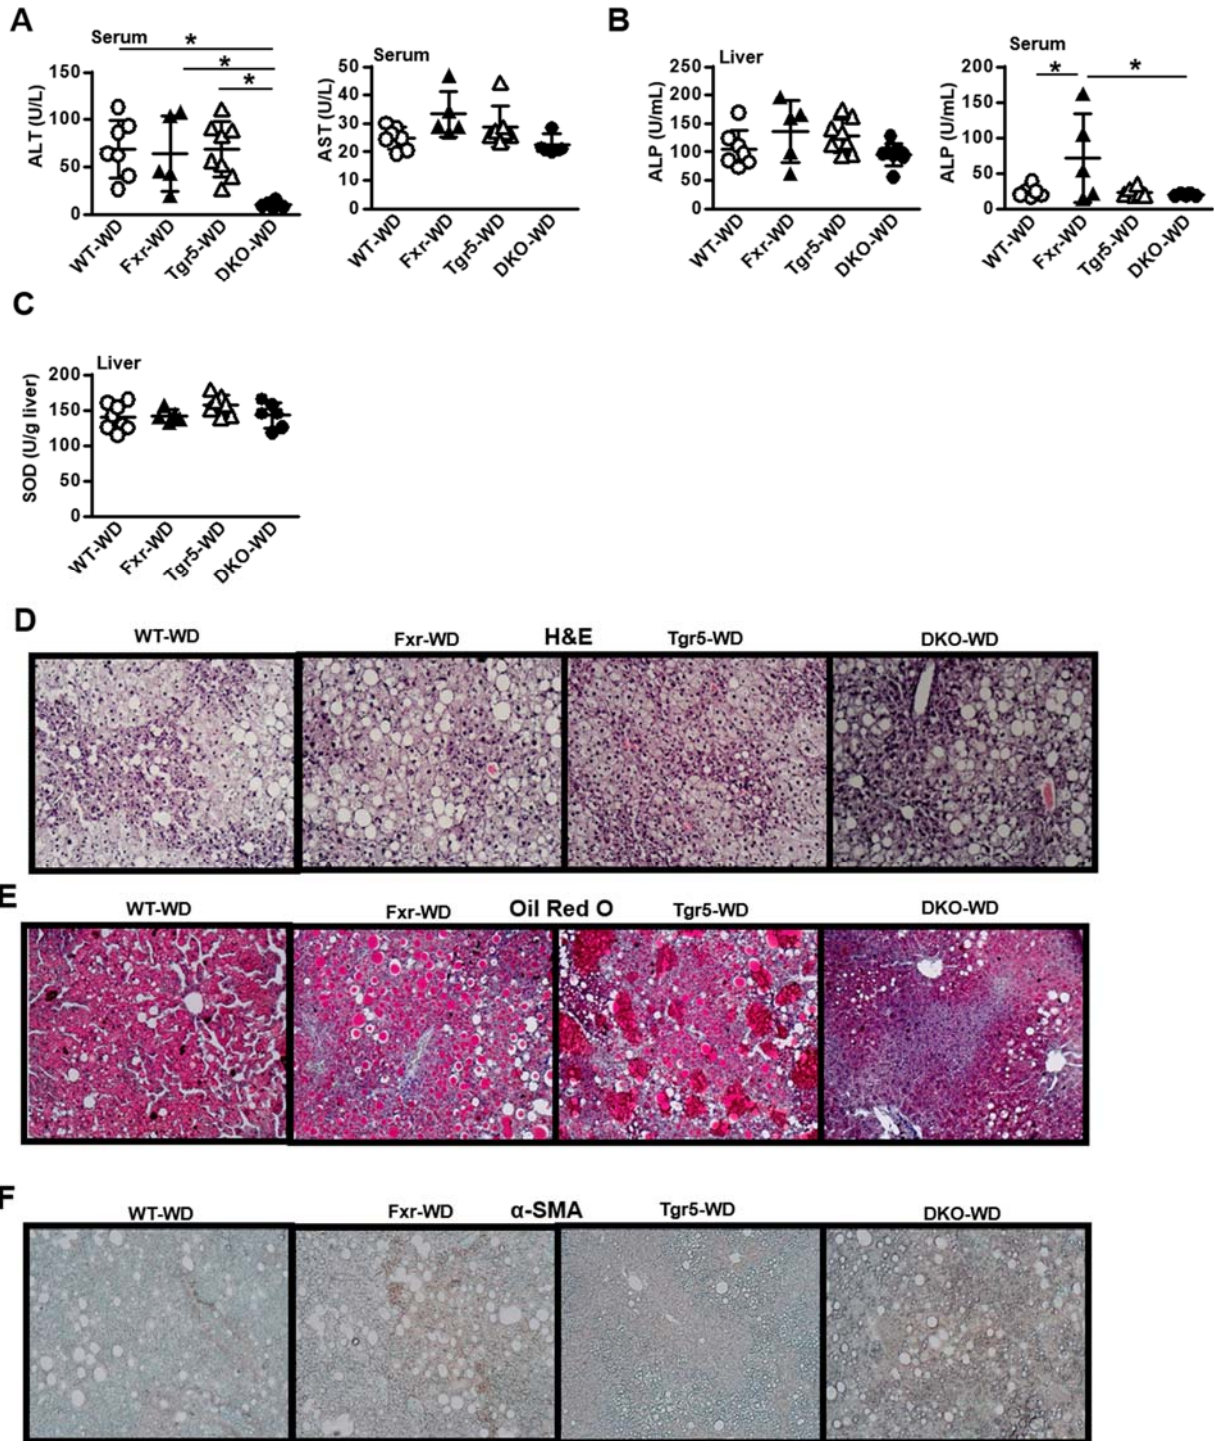 A
Serum
*
*
*
ALT (U/L)
150
100
50
0
WT-WD
Fxr-WD
Tgr5-WD
DKO-WD
Serum
AST (U/L)
50
40
30
20
10
0
WT-WD
Fxr-WD
Tgr5-WD
DKO-WD
B
Liver
ALP (U/mL)
250
200
150
100
50
0
WT-WD
Fxr-WD
Tgr5-WD
DKO-WD
Serum
*
*
ALP (U/mL)
200
150
100
50
0
WT-WD
Fxr-WD
Tgr5-WD
DKO-WD
C
Liver
SOD (U/g liver)
200
150
100
50
0
WT-WD
Fxr-WD
Tgr5-WD
DKO-WD
D
WT-WD Fxr-WD H&E Tgr5-WD DKO-WD
E
WT-WD Fxr-WD Oil Red O Tgr5-WD DKO-WD
F
WT-WD Fxr-WD α-SMA Tgr5-WD DKO-WD